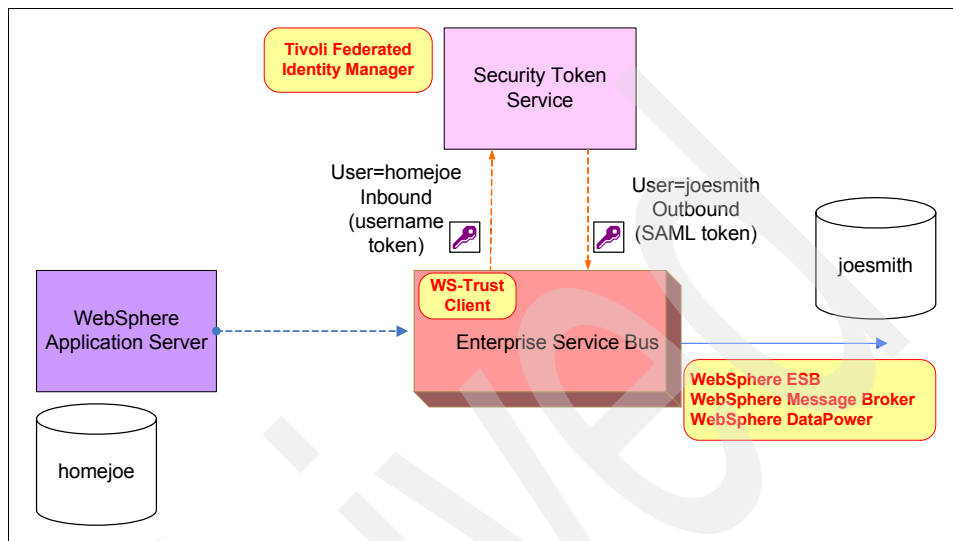 Tivoli Federated
Identity Manager
Security Token
Service
User=homejoe
Inbound
(username
token)
User=joesmith
Outbound
(SAML token)
joesmith
WS-Trust
Client
WebSphere
Application Server
Enterprise Service Bus
WebSphere ESB
WebSphere Message Broker
WebSphere DataPower
homejoe